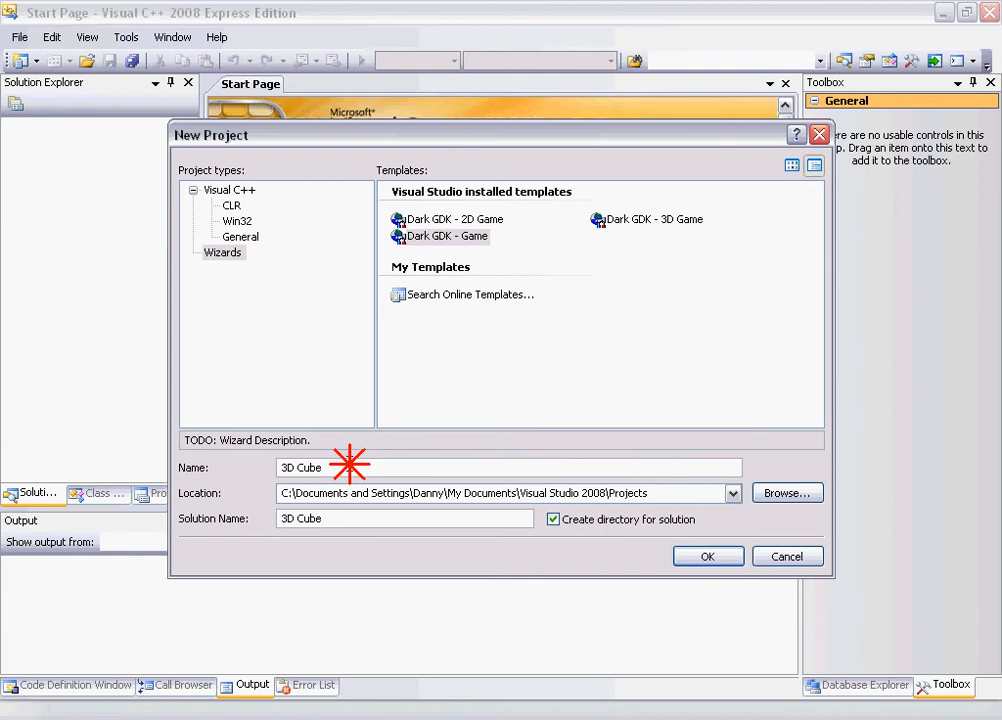 Start Page - Visual C++ 2008 Express Edition
File Edit View Tools Window Help
Solution Explorer
Start Page
Toolbox
Microsoft®
General
New Project
ere are no usable controls in this
p. Drag an item onto this text to
add it to the toolbox.
Project types:
Templates:
Visual C++
CLR
Win32
General
Wizards
Visual Studio installed templates
Dark GDK - 2D Game
Dark GDK - 3D Game
Dark GDK - Game
My Templates
Search Online Templates...
TODO: Wizard Description.
Name:
3D Cube
Location:
C:\Documents and Settings\Danny\My Documents\Visual Studio 2008\Projects
Browse...
Solution Name:
3D Cube
Create directory for solution
OK
Cancel
Soluti...
Class ...
Pro
Output
Show output from:
Code Definition Window
Call Browser
Output
Error List
Database Explorer
Toolbox